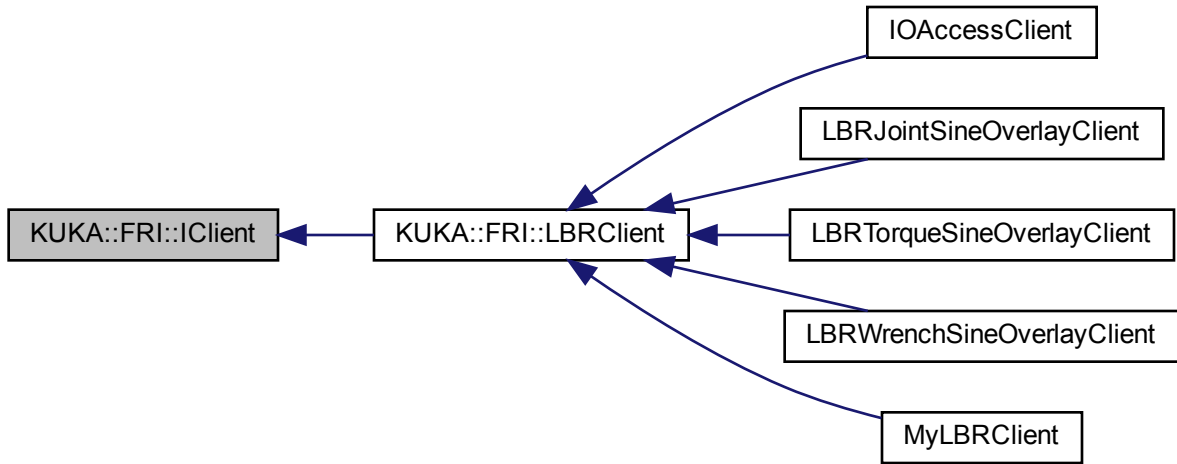 IOAccessClient
LBRJointSineOverlayClient
KUKA::FRI::IClient
KUKA::FRI::LBRClient
LBRTorqueSineOverlayClient
LBRWrenchSineOverlayClient
MyLBRClient